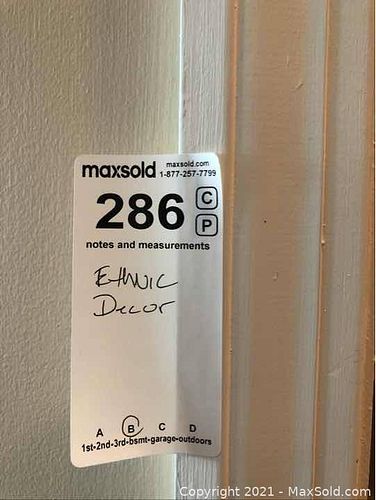 maxsold maxsold.com
1-877-257-7799
286 C
P
notes and measurements
Ethnic
Decor
A B C D
1st-2nd-3rd-bsmt-garage-outdoors
Copyright 2021 - MaxSold.com